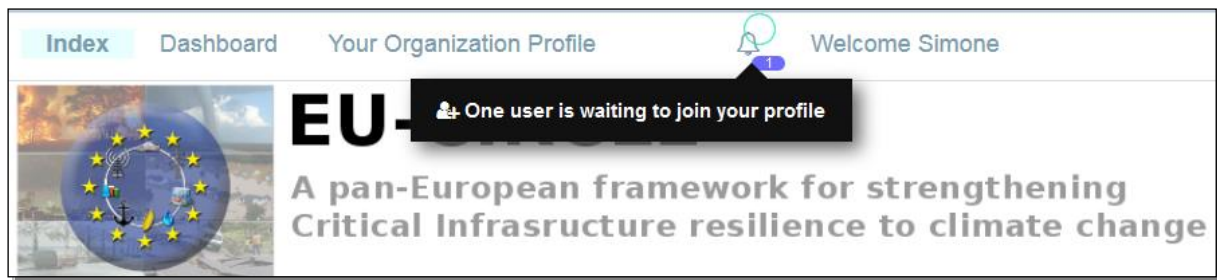 Index Dashboard Your Organization Profile Welcome Simone
1
One user is waiting to join your profile
EU-
A pan-European framework for strengthening
Critical Infrasructure resilience to climate change